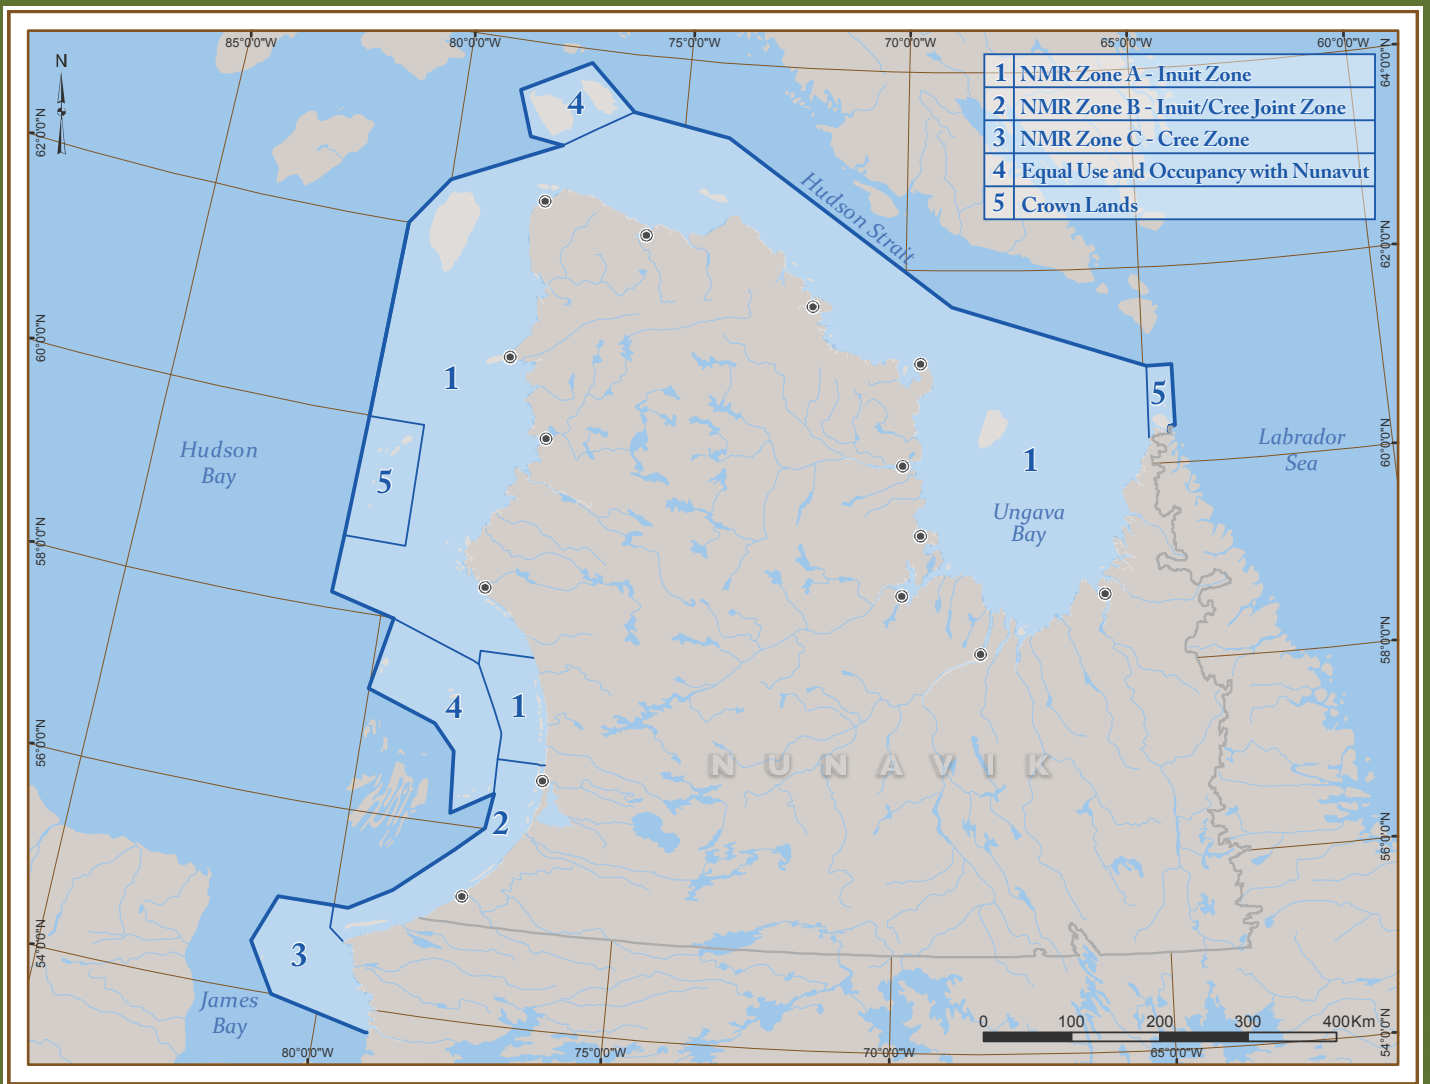 85°0'0"W
80°0'0"W
75°0'0"W
70°0'0"W
65°0'0"W
60°0'0"W
N
1 NMR Zone A - Inuit Zone
2 NMR Zone B - Inuit/Cree Joint Zone
3 NMR Zone C - Cree Zone
4 Equal Use and Occupancy with Nunavut
5 Crown Lands
64°0'0"N
62°0'0"N
62°0'0"N
4
Hudson Strait
60°0'0"N
1
5
Hudson
Bay
5
1
Ungava
Bay
Labrador
Sea
60°0'0"N
58°0'0"N
58°0'0"N
4
1
56°0'0"N
NUNAVIK
2
56°0'0"N
54°0'0"N
3
James
Bay
0 100 200 300 400 Km
54°0'0"N
80°0'0"W
75°0'0"W
70°0'0"W
65°0'0"W